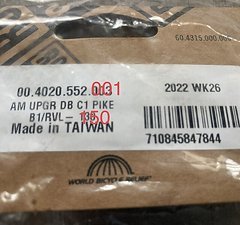 60.4315.000.000
00.4020.552.003
001
2022 WK26
AM UPGR DB C1 PIKE
B1/RVL- 130
150
Made in TAIWAN
710845847844
WORLD BICYCLE RELIEF